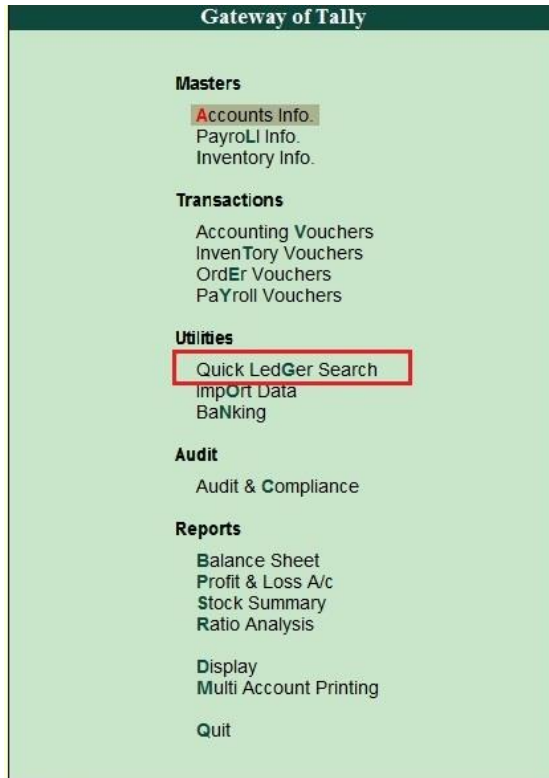 Gateway of Tally
Masters
Accounts Info.
PayroLl Info.
Inventory Info.
Transactions
Accounting Vouchers
InvenTory Vouchers
OrdEr Vouchers
PaYroll Vouchers
Utilities
Quick LedGer Search
ImpOrt Data
BaNking
Audit
Audit & Compliance
Reports
Balance Sheet
Profit & Loss A/c
Stock Summary
Ratio Analysis
Display
Multi Account Printing
Quit